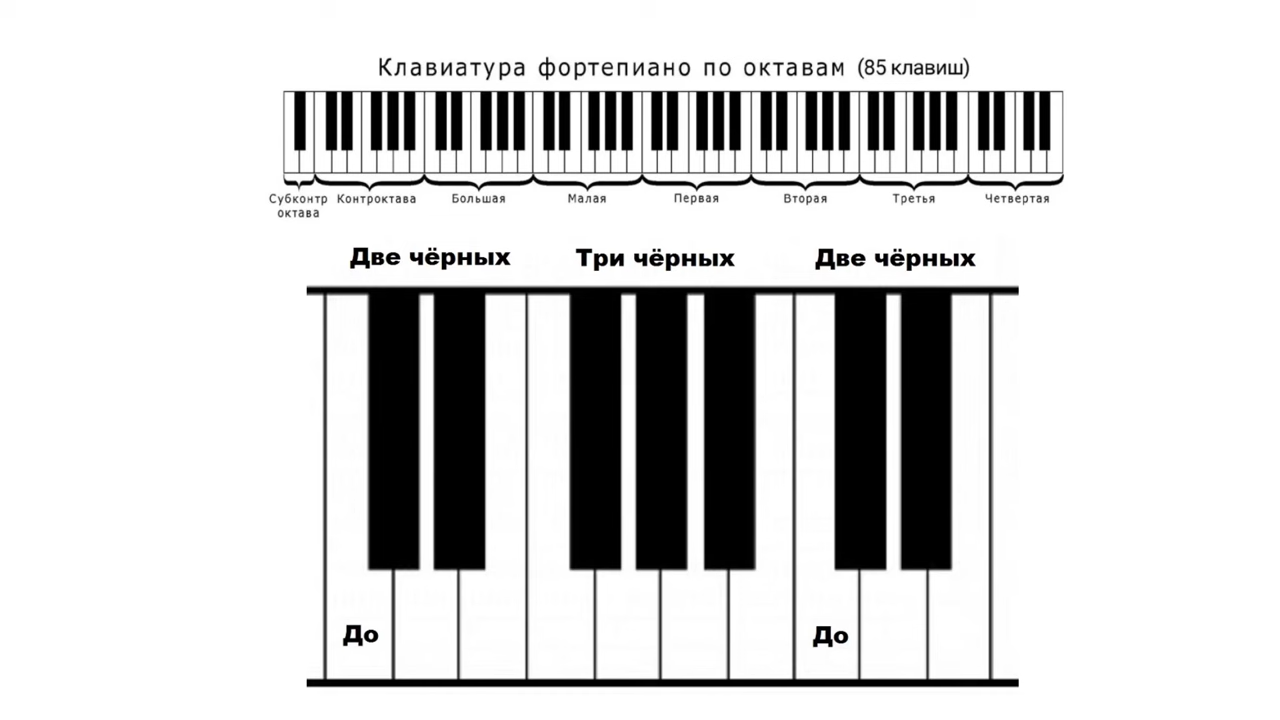 Клавиатура фортепиано по октавам (85 клавиш)
Субконтр Контроктава Большая Малая Первая Вторая Третья Четвертая
октава
Две чёрных Три чёрных Две чёрных
До До